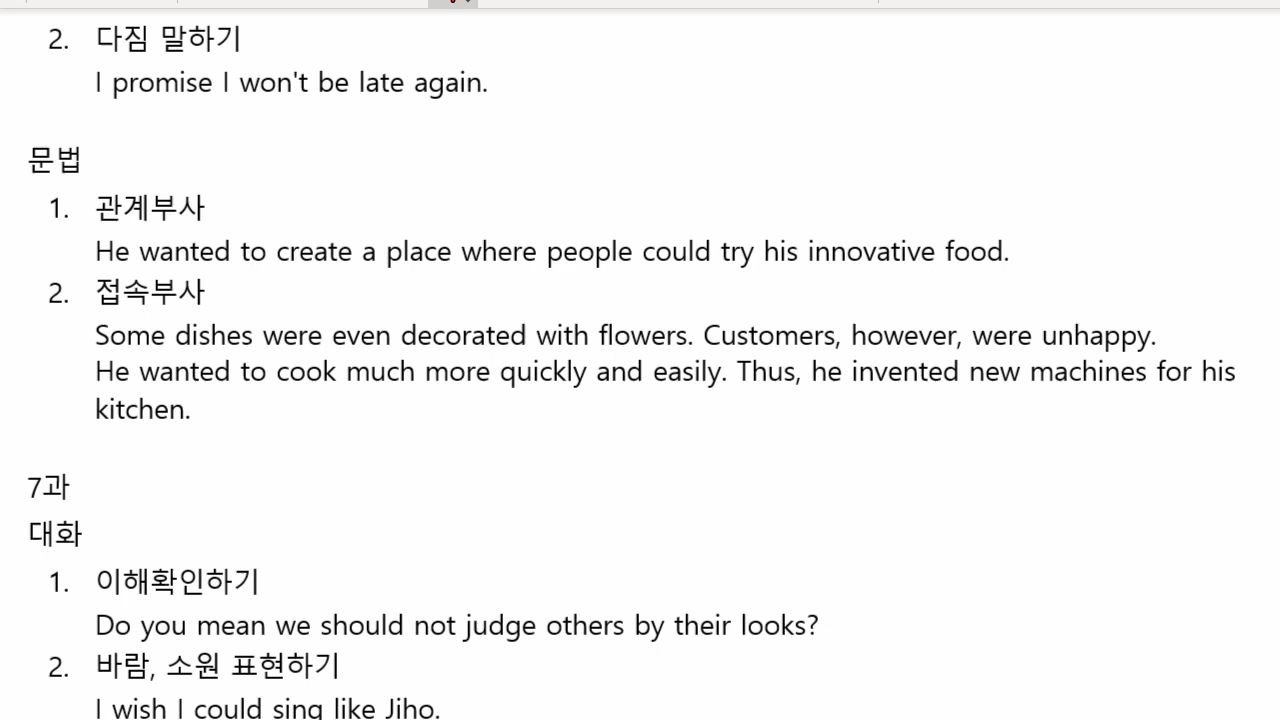 2. 다짐 말하기
I promise I won't be late again.
문법
1. 관계부사
He wanted to create a place where people could try his innovative food.
2. 접속부사
Some dishes were even decorated with flowers. Customers, however, were unhappy.
He wanted to cook much more quickly and easily. Thus, he invented new machines for his
kitchen.
7과
대화
1. 이해확인하기
Do you mean we should not judge others by their looks?
2. 바람, 소원 표현하기
I wish I could sing like Jiho.